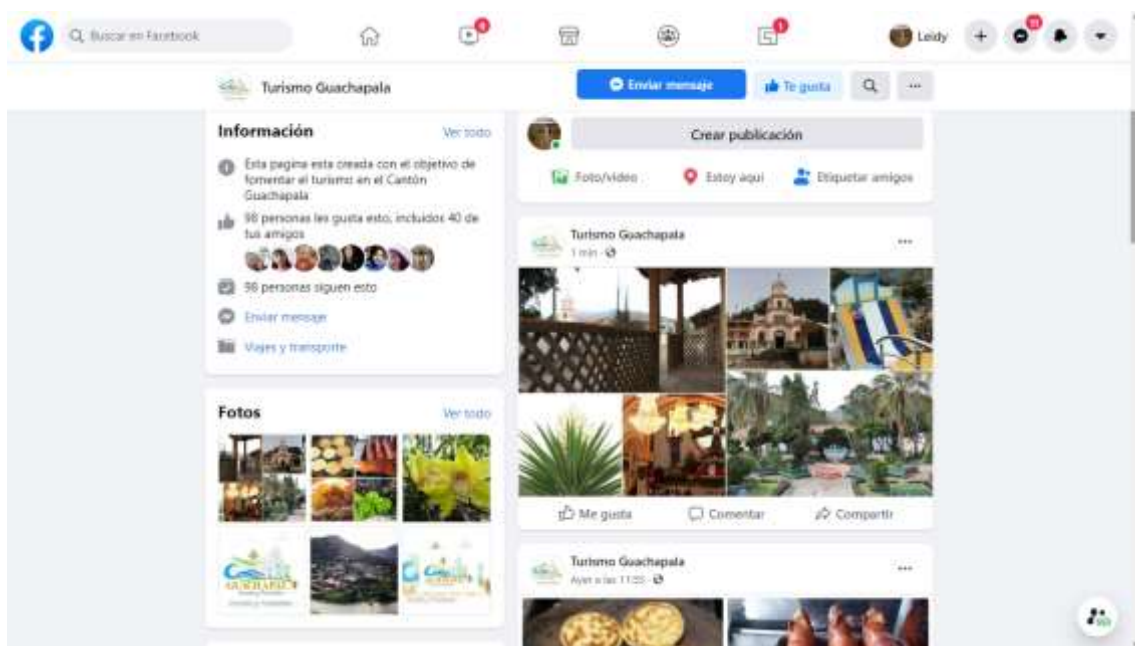 Buscar en Facebook
Leidy
Turismo Guachapala
Enviar mensaje
Te gusta
Información
Ver todo
Esta pagina esta creada con el objetivo de
fomentar el turismo en el Cantón
Guachapala
98 personas les gusta esto, incluidos 40 de
tus amigos
98 personas siguen esto
Enviar mensaje
Viajes y transporte
Fotos
Ver todo
GUACHAPALA
Crear publicación
Foto/video
Estoy aquí
Etiquetar amigos
Turismo Guachapala
1 min
Me gusta
Comentar
Compartir
Turismo Guachapala
Ayer a las 11:55